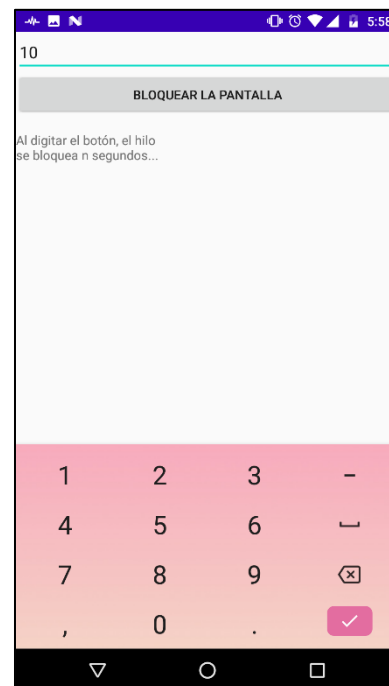 5:58
10
BLOQUEAR LA PANTALLA
Al digitar el botón, el hilo
se bloquea n segundos...
1 2 3 -
4 5 6
7 8 9
, 0 .